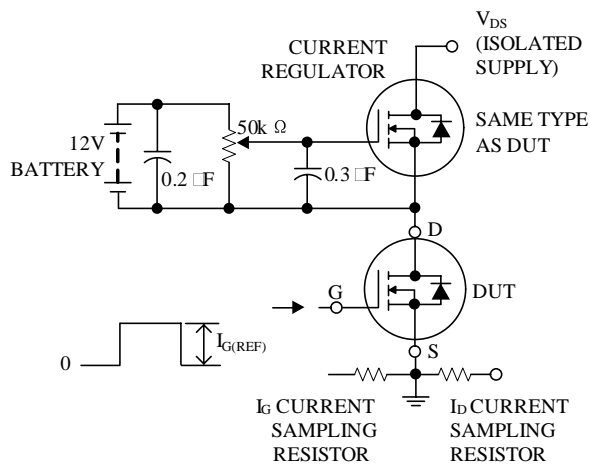 V_DS
(ISOLATED
SUPPLY)
CURRENT
REGULATOR
SAME TYPE
AS DUT
12V
BATTERY
50k Ω
0.2 □F
0.3 □F
D
DUT
G
I_G(REF)
0
S
I_G CURRENT
SAMPLING
RESISTOR
I_D CURRENT
SAMPLING
RESISTOR